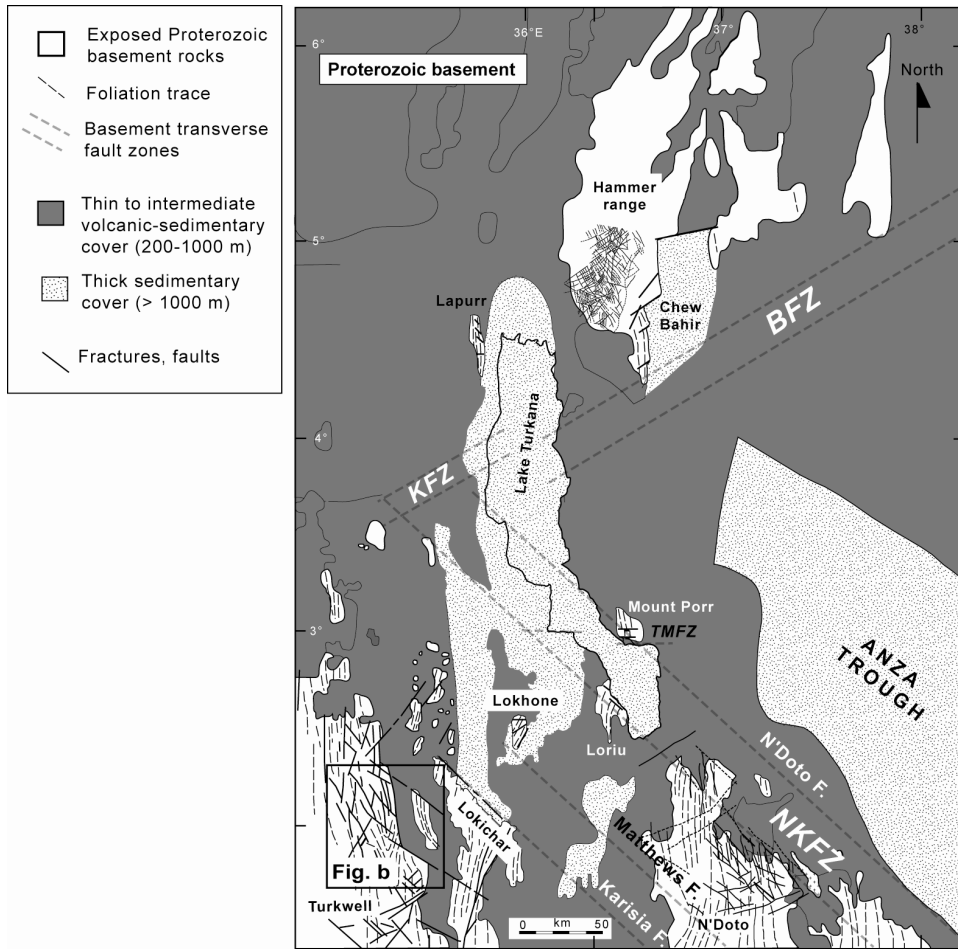 Exposed Proterozoic
basement rocks
Foliation trace
Basement transverse
fault zones
Thin to intermediate
volcanic-sedimentary
cover (200-1000 m)
Thick sedimentary
cover (> 1000 m)
Fractures, faults
36°E
37°
38°
6°
Proterozoic basement
North
Hammer
range
5°
Lapurr
Chew
Bahir
BFZ
4°
Lake Turkana
KFZ
3°
Mount Porr
TMFZ
ANZA
TROUGH
Lokhone
Loriu
N'Doto F.
NKFZ
Lokichar
Matthews F.
Karisia F.
Fig. b
Turkwell
N'Doto
0 km 50